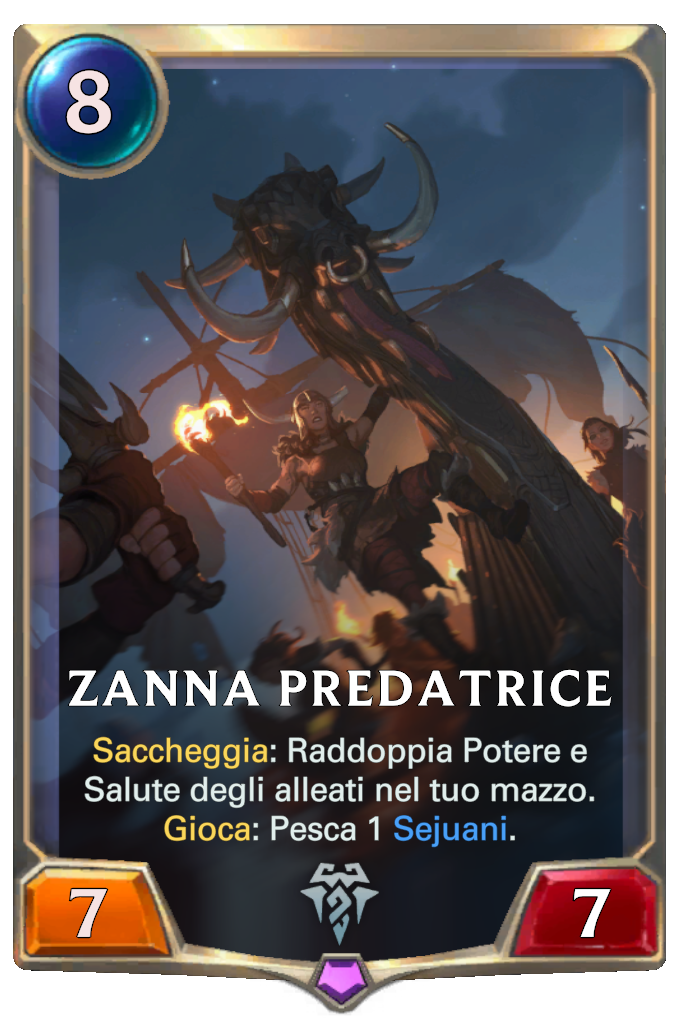 8
ZANNA PREDATRICE
Saccheggia: Raddoppia Potere e
Salute degli alleati nel tuo mazzo.
Gioca: Pesca 1 Sejuani.
7
7